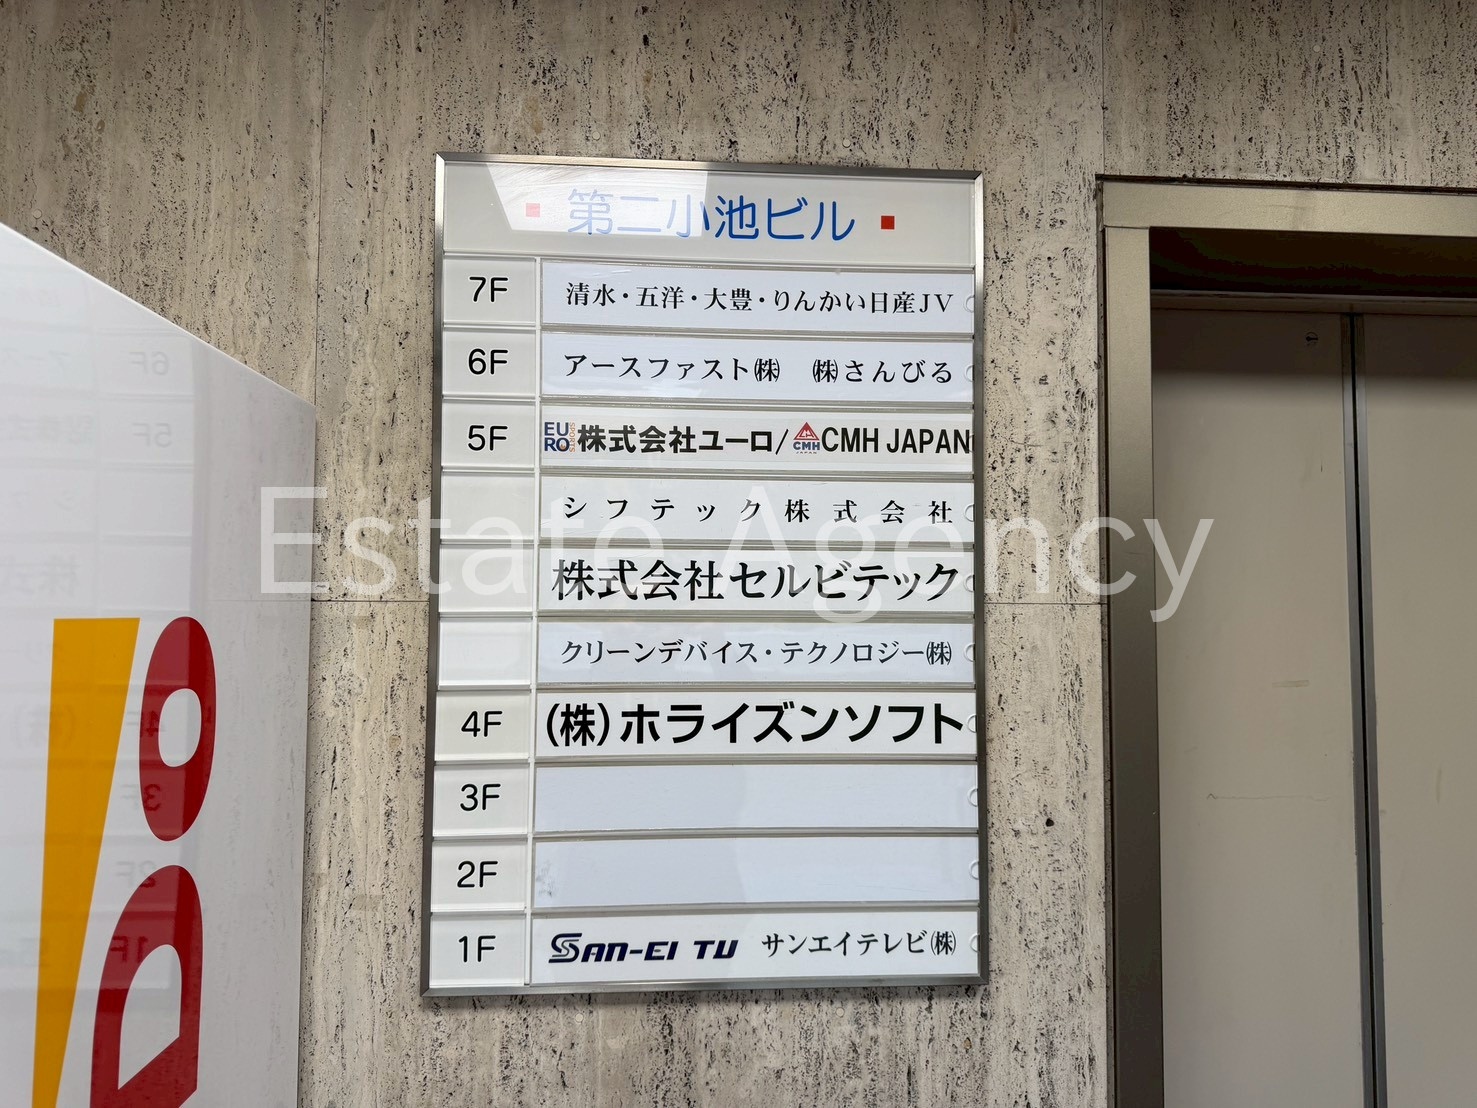 ■ 第二小池ビル ■
7F 清水・五洋・大豊・りんかい日産JV
6F アースファスト㈱ ㈱さんびる
5F EURO SPORTS 株式会社ユーロ/CMH JAPAN CMH JAPAN
シフテック株式会社
株式会社セルビテック
クリーンデバイス・テクノロジー㈱
4F (株)ホライズンソフト
3F
2F
1F SAN-EI TV サンエイテレビ㈱
Estate Agency